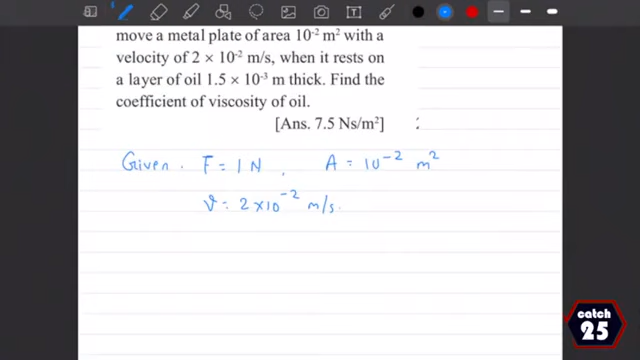 move a metal plate of area 10⁻² m² with a
velocity of 2 × 10⁻² m/s, when it rests on
a layer of oil 1.5 × 10⁻³ m thick. Find the
coefficient of viscosity of oil.
[Ans. 7.5 Ns/m²]
Given. F = 1 N, A = 10⁻² m²
v = 2 × 10⁻² m/s.
catch
25